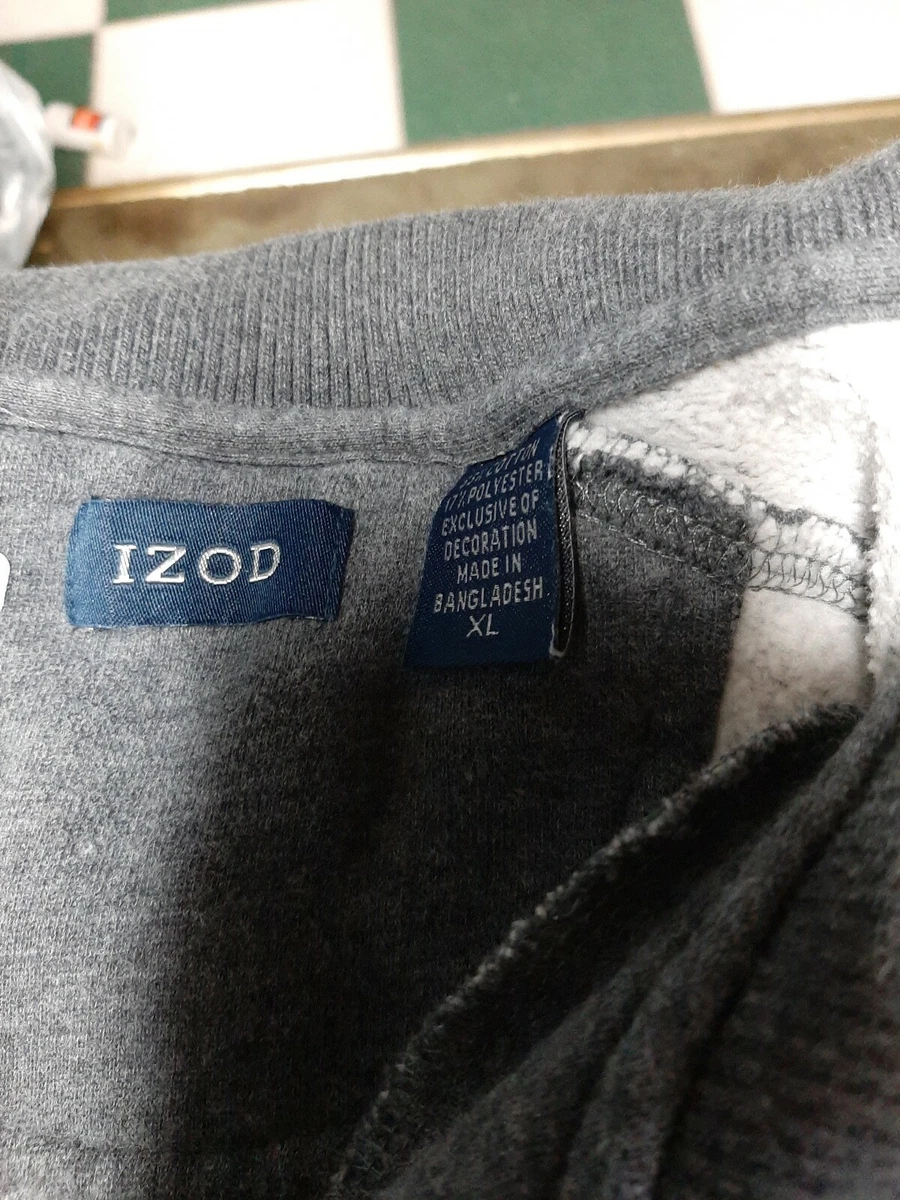 IZOD
COTTON
POLYESTER
EXCLUSIVE OF
DECORATION
MADE IN
BANGLADESH
XL